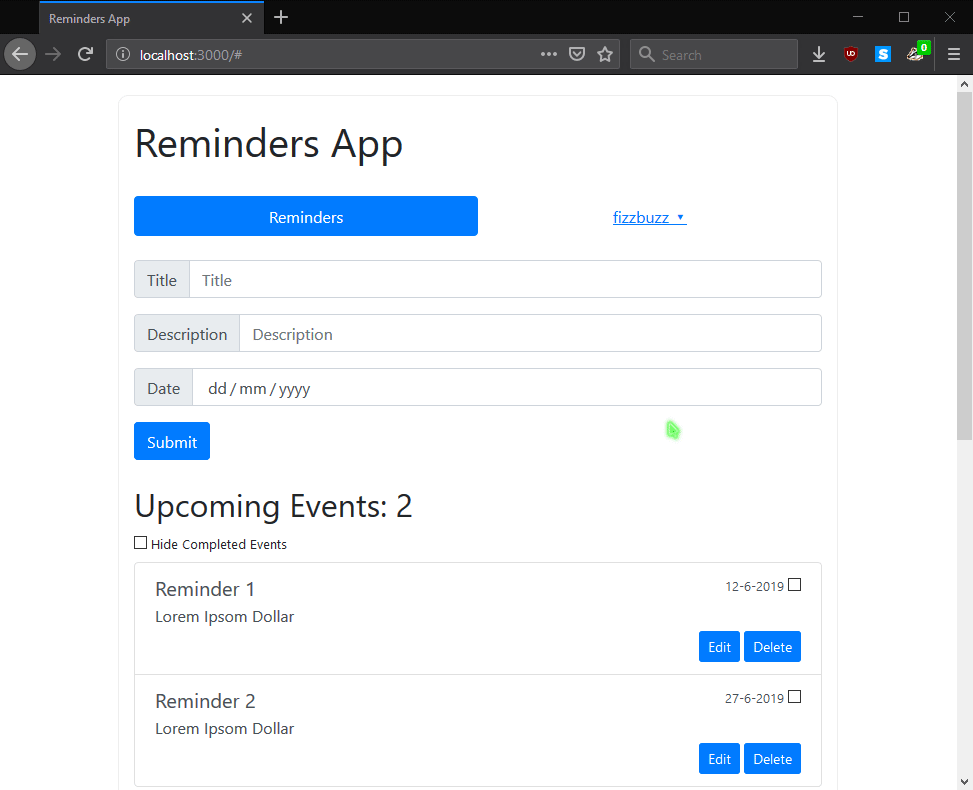 Reminders App
localhost:3000/#
Search
UD
S
0
Reminders App
Reminders
fizzbuzz
Title
Title
Description
Description
Date
dd / mm / yyyy
Submit
Upcoming Events: 2
Hide Completed Events
Reminder 1
12-6-2019
Lorem Ipsom Dollar
Edit
Delete
Reminder 2
27-6-2019
Lorem Ipsom Dollar
Edit
Delete